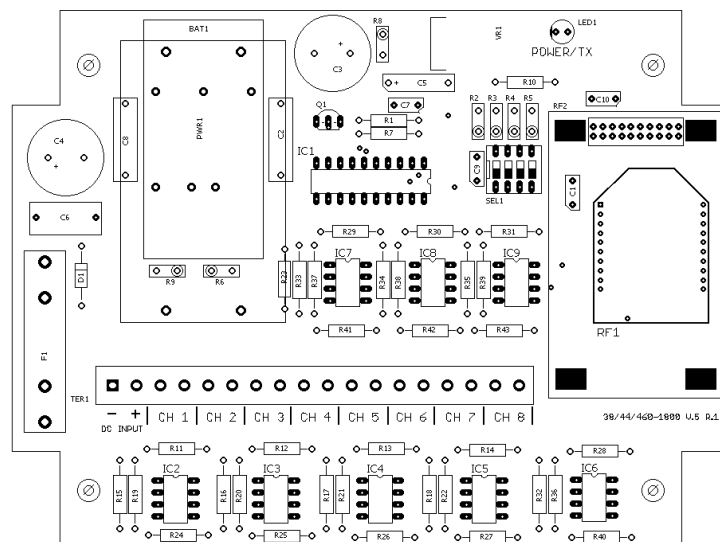 BAT1
R8
LED1
VR1
POWER/TX
C3
+
+ C5
R10
C10
RF2
R2 R3 R4 R5
C7
Q1
R1
R7
C4
+
C8
PWR1
C2
IC1
C9
SEL1
C1
C6
R29
R30
R31
IC7
IC8
IC9
D1
R9
R6
R23
R33
R37
R34
R38
R35
R39
RF1
R41
R42
R43
F1
TER1
- + | CH 1 | CH 2 | CH 3 | CH 4 | CH 5 | CH 6 | CH 7 | CH 8 |
DC INPUT
38/44/460-1800 V.5 R.1
R11
R12
R13
R14
R28
IC2
IC3
IC4
IC5
IC6
R15
R19
R16
R20
R17
R21
R18
R22
R32
R36
R24
R25
R26
R27
R40